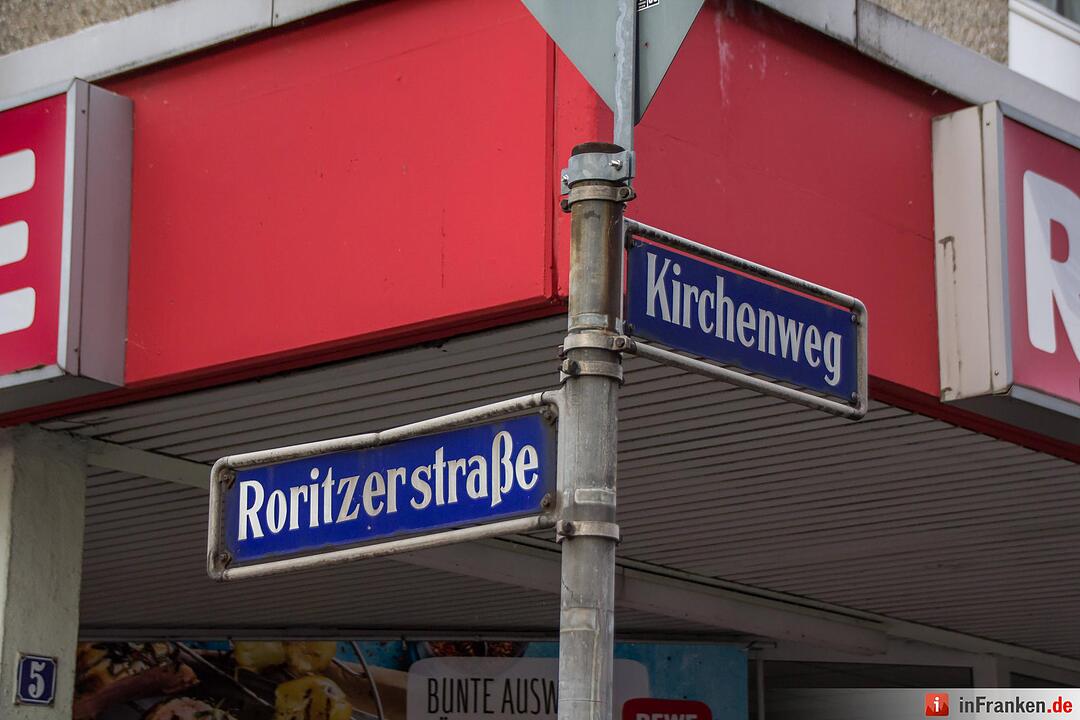 E
R
Kirchenweg
Roritzerstraße
5
BUNTE AUSW
REWE
inFranken.de